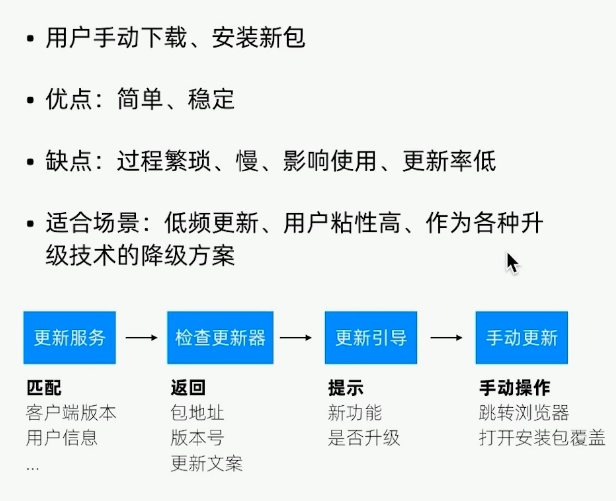 用户手动下载、安装新包
优点：简单、稳定
缺点：过程繁琐、慢、影响使用、更新率低
适合场景：低频更新、用户粘性高、作为各种升
级技术的降级方案
更新服务
检查更新器
更新引导
手动更新
匹配
客户端版本
用户信息
...
返回
包地址
版本号
更新文案
提示
新功能
是否升级
手动操作
跳转浏览器
打开安装包覆盖